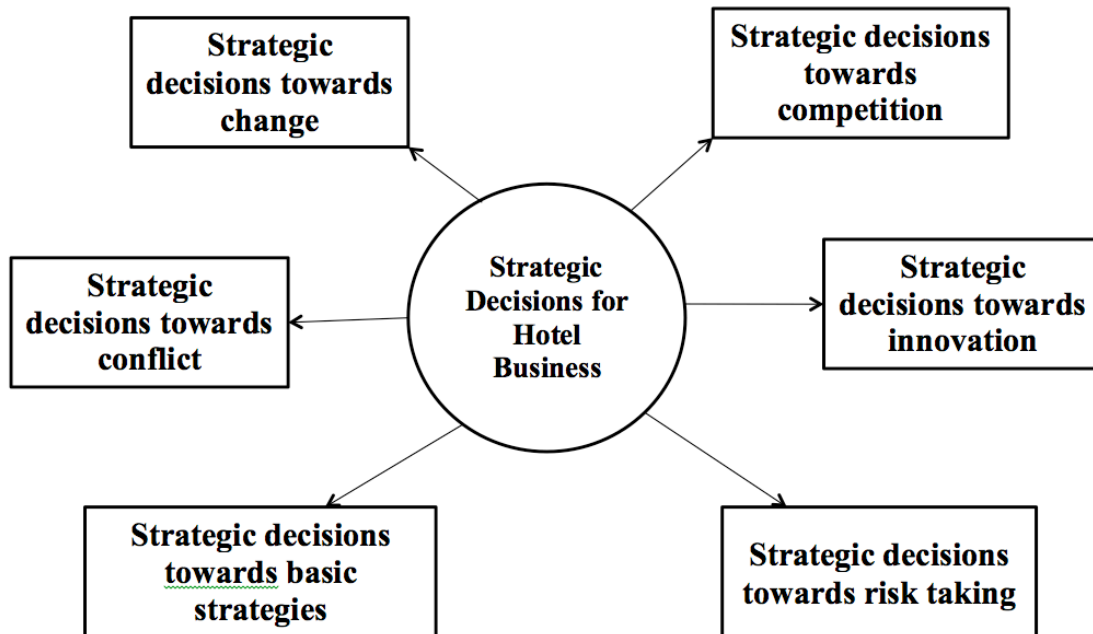 Strategic
decisions towards
change
Strategic decisions
towards
competition
Strategic
decisions towards
conflict
Strategic
Decisions for
Hotel
Business
Strategic
decisions towards
innovation
Strategic decisions
towards basic
strategies
Strategic decisions
towards risk taking